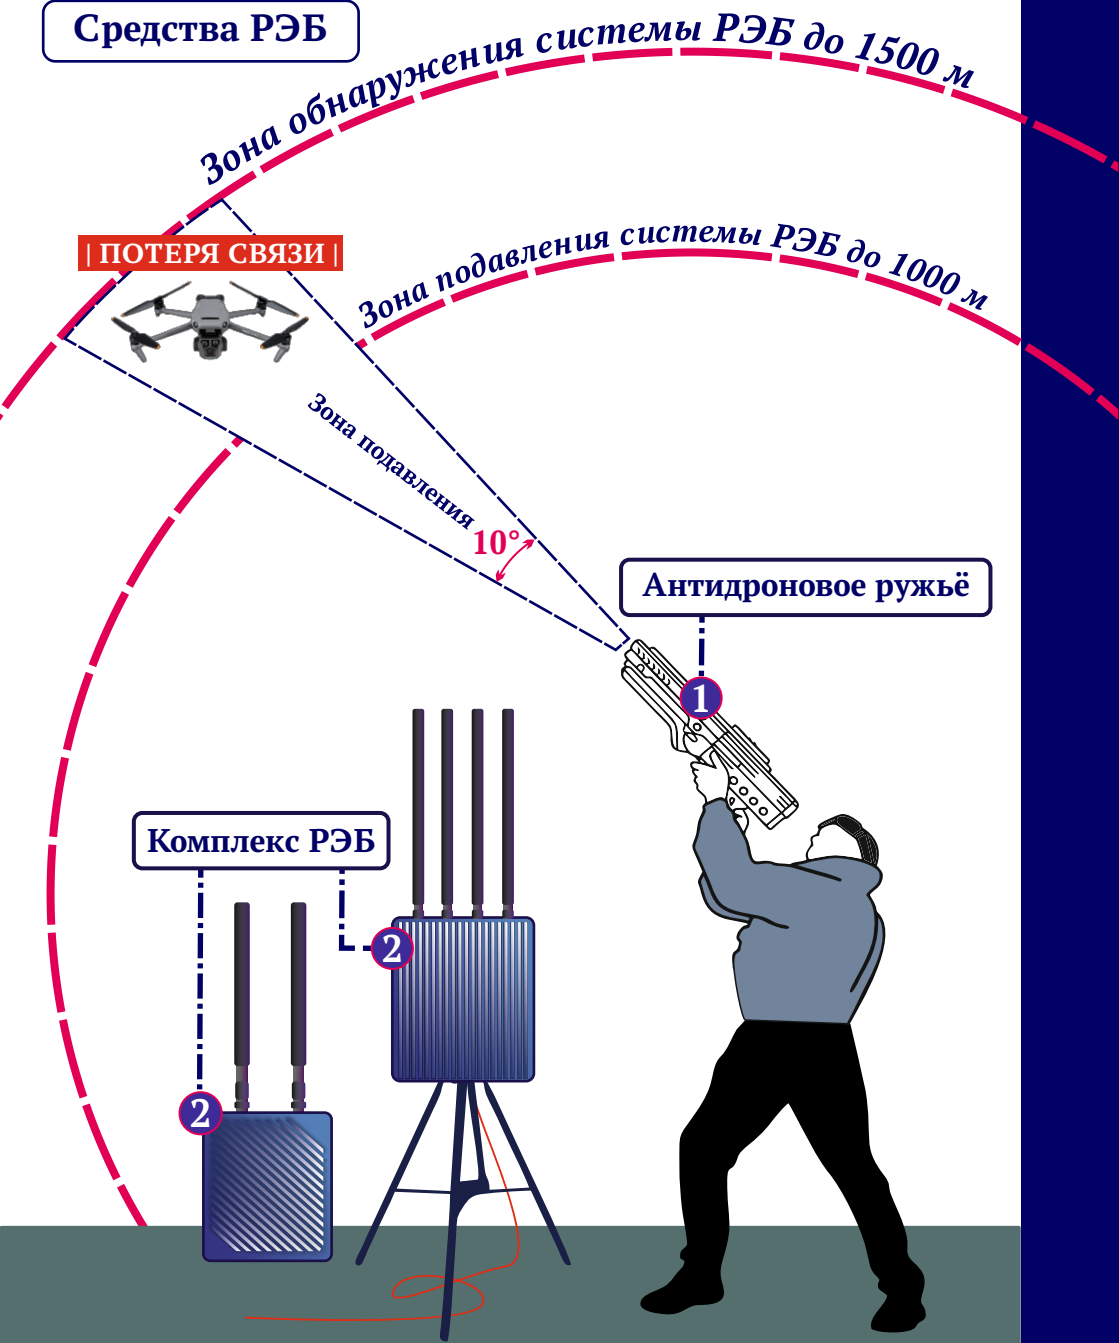 Средства РЭБ
Зона обнаружения системы РЭБ до 1500 м
| ПОТЕРЯ СВЯЗИ |
Зона подавления системы РЭБ до 1000 м
Зона подавления
10°
Антидроновое ружьё
1
Комплекс РЭБ
2
2